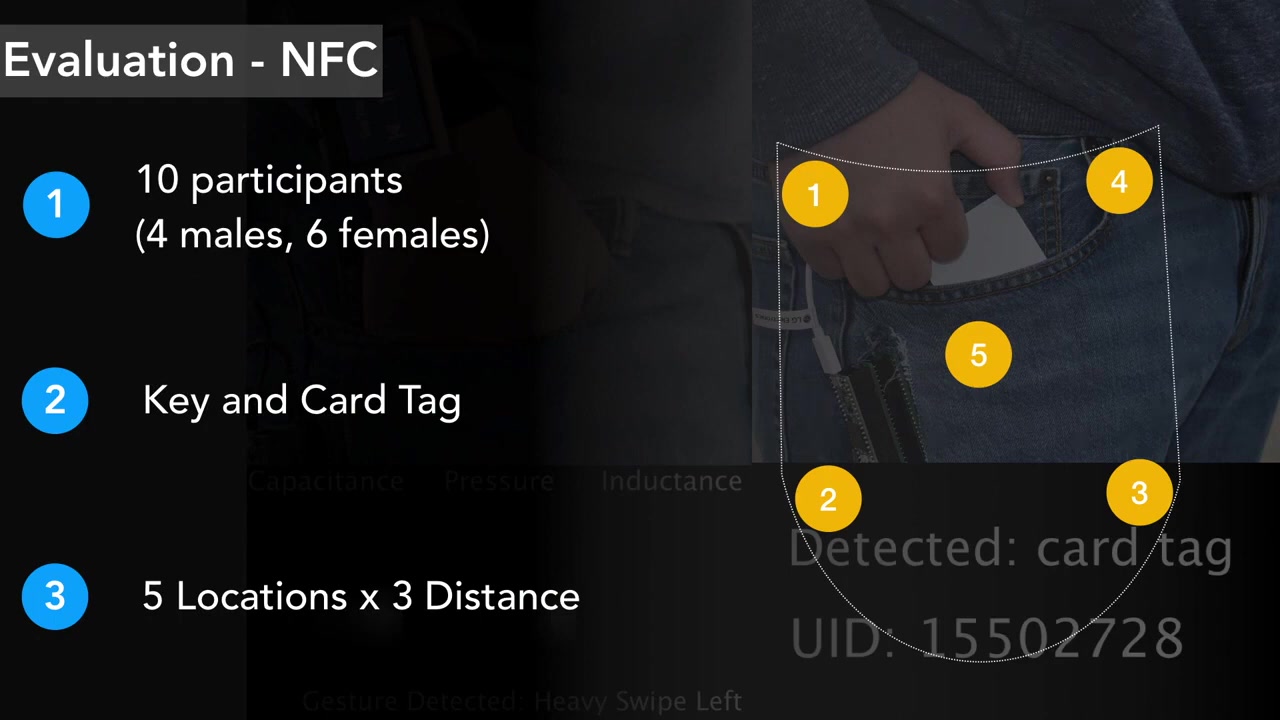 Evaluation - NFC
1
10 participants
(4 males, 6 females)
2
Key and Card Tag
3
5 Locations x 3 Distance
1
4
5
2
3
Capacitance Pressure Inductance
Detected: card tag
UID: 15502728
Gesture Detected: Heavy Swipe Left